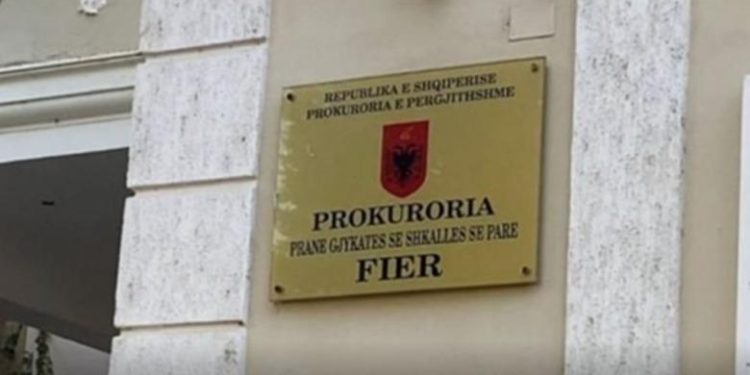 REPUBLIKA E SHQIPERISE
PROKURORIA E PERGJITHSHME
PROKURORIA
PRANE GJYKATES SE SHKALLES SE PARE
FIER